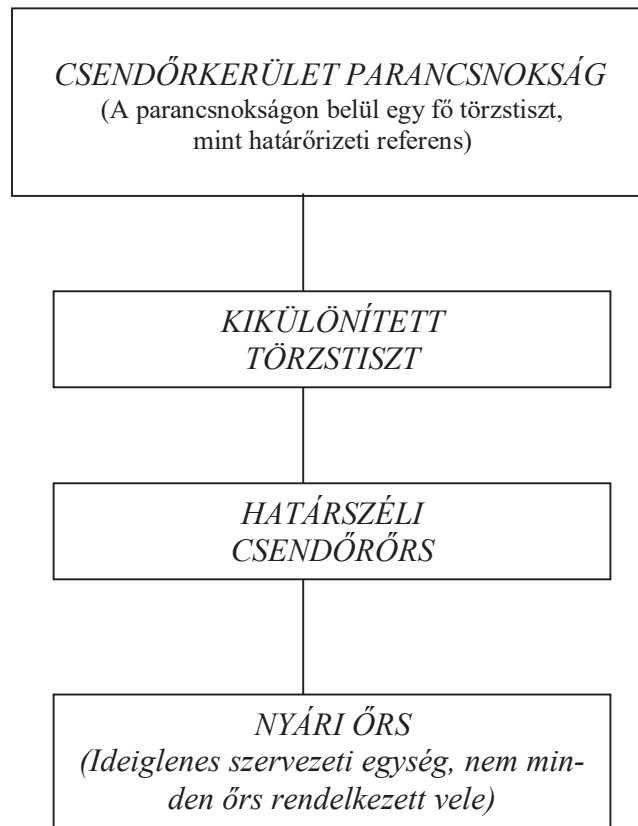 CSENDŐRKERÜLET PARANCSNOKSÁG
(A parancsnokságon belül egy fő törzstiszt,
mint határőrizeti referens)
KIKÜLÖNÍTETT
TÖRZSTISZT
HATÁRSZÉLI
CSENDŐRŐRS
NYÁRI ŐRS
(Ideiglenes szervezeti egység, nem min-
den őrs rendelkezett vele)